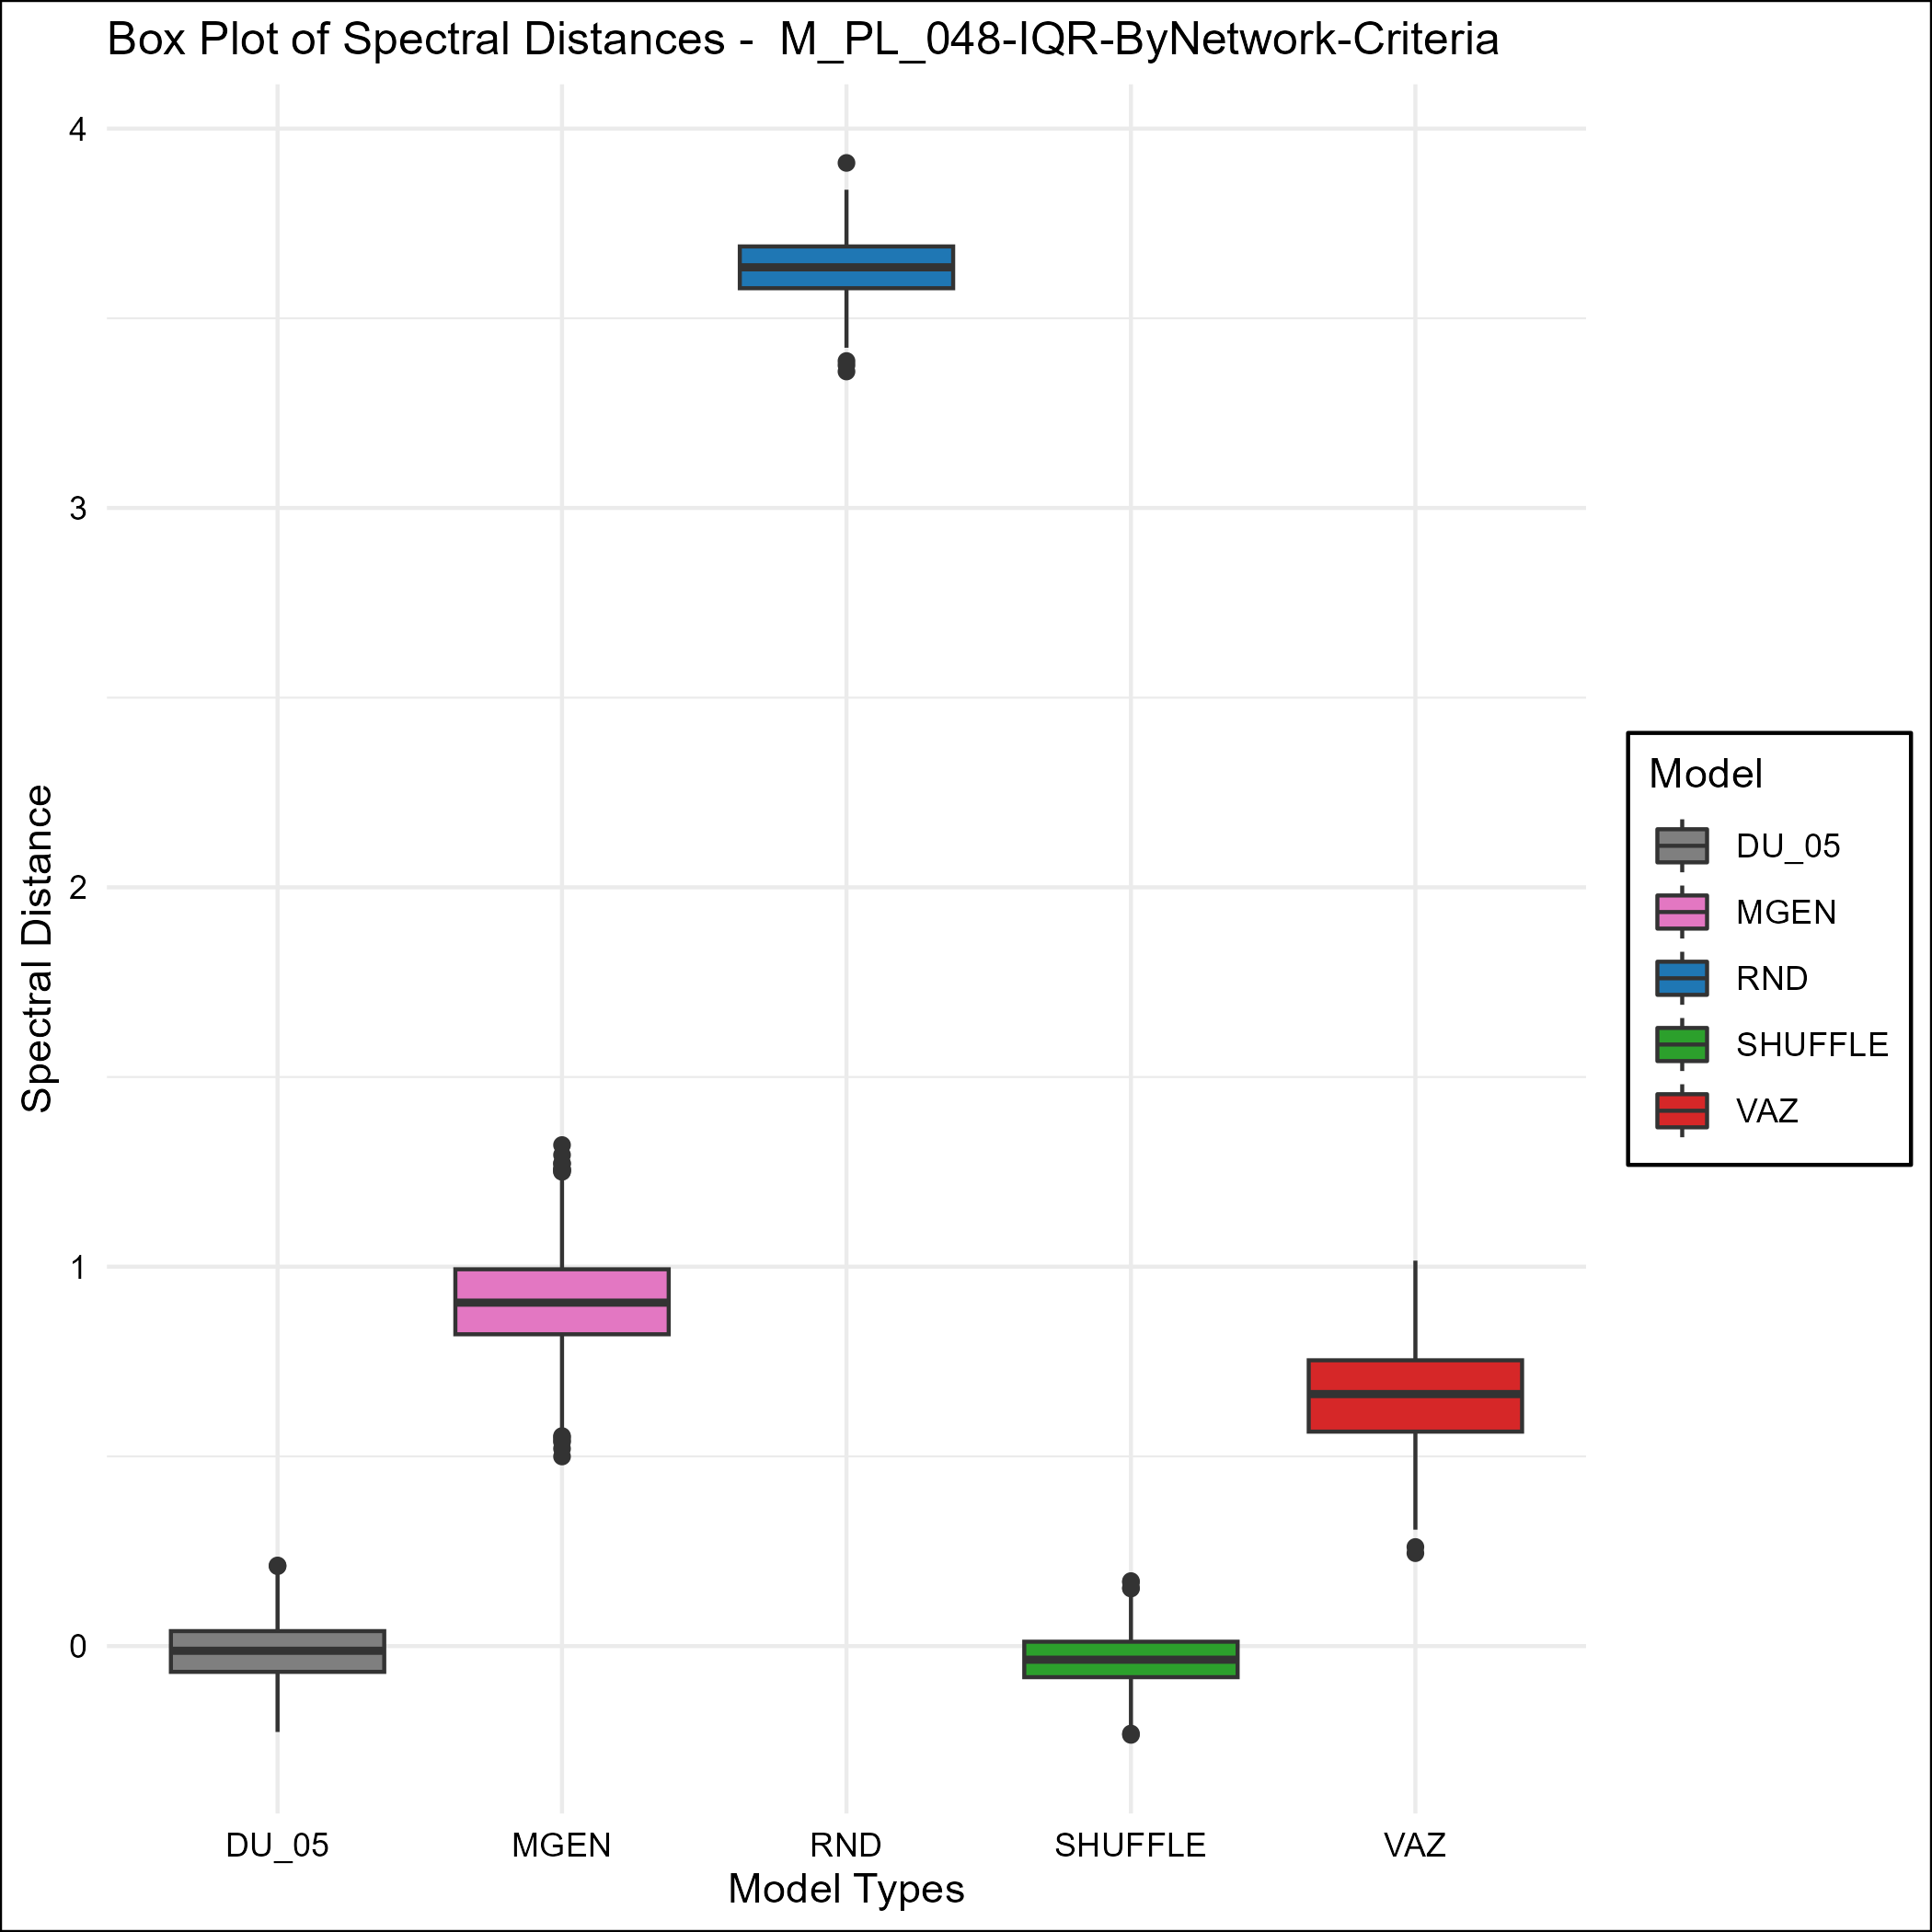 Box Plot of Spectral Distances -  M_PL_048-IQR-ByNetwork-Criteria
4
3
2
1
0
Spectral Distance
DU_05
MGEN
RND
SHUFFLE
VAZ
Model Types
Model
DU_05
MGEN
RND
SHUFFLE
VAZ